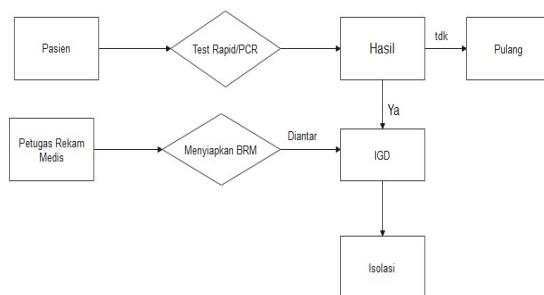 Pasien
Test Rapid/PCR
Hasil
tdk
Pulang
Ya
Petugas Rekam
Medis
Menyiapkan BRM
Diantar
IGD
Isolasi